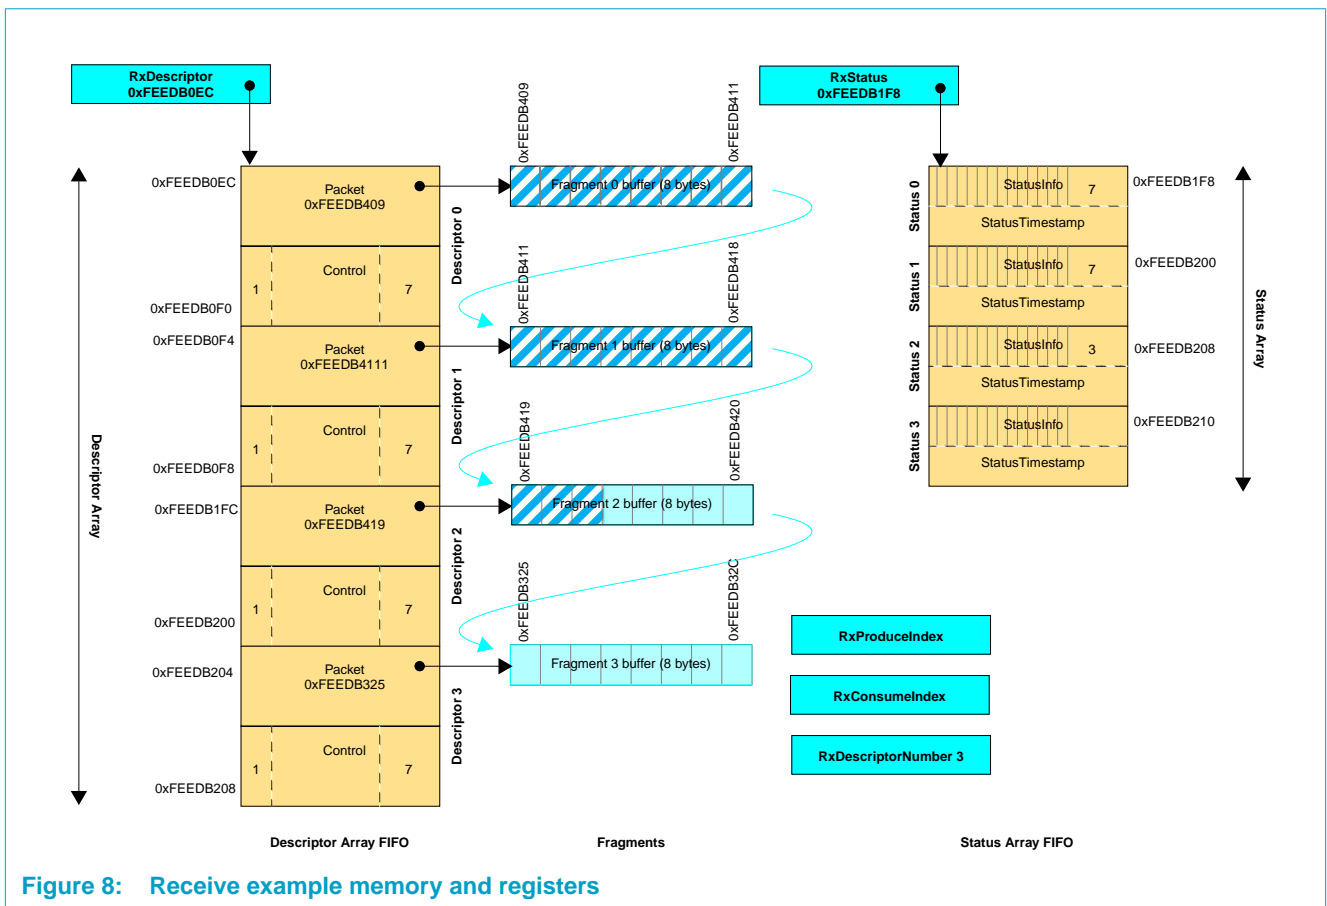 RxDescriptor
0xFEEDB0EC
RxStatus
0xFEEDB1F8
0xFEEDB409
0xFEEDB411
0xFEEDB0EC
Packet
0xFEEDB409
Descriptor 0
Fragment 0 buffer (8 bytes)
Status 0
StatusInfo
7
0xFEEDB1F8
StatusTimestamp
1
Control
7
0xFEEDB0F0
0xFEEDB411
0xFEEDB418
Status 1
StatusInfo
7
0xFEEDB200
StatusTimestamp
0xFEEDB0F4
Packet
0xFEEDB4111
Descriptor 1
Fragment 1 buffer (8 bytes)
Status 2
StatusInfo
3
0xFEEDB208
StatusTimestamp
Descriptor Array
Status Array
1
Control
7
0xFEEDB0F8
0xFEEDB419
0xFEEDB420
Status 3
StatusInfo
0xFEEDB210
StatusTimestamp
0xFEEDB1FC
Packet
0xFEEDB419
Descriptor 2
Fragment 2 buffer (8 bytes)
1
Control
7
0xFEEDB200
0xFEEDB325
0xFEEDB32C
RxProduceIndex
0xFEEDB204
Packet
0xFEEDB325
Descriptor 3
Fragment 3 buffer (8 bytes)
RxConsumeIndex
1
Control
7
0xFEEDB208
RxDescriptorNumber 3
Descriptor Array FIFO
Fragments
Status Array FIFO
Figure 8: Receive example memory and registers